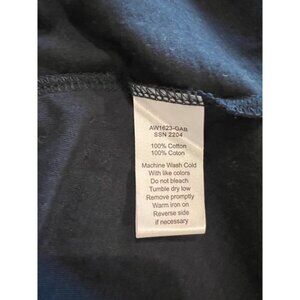 AW1623-GAB
SSN 2204
100% Cotton
100% Coton
Machine Wash Cold
With like colors
Do not bleach
Tumble dry low
Remove promptly
Warm iron on
Reverse side
if necessary